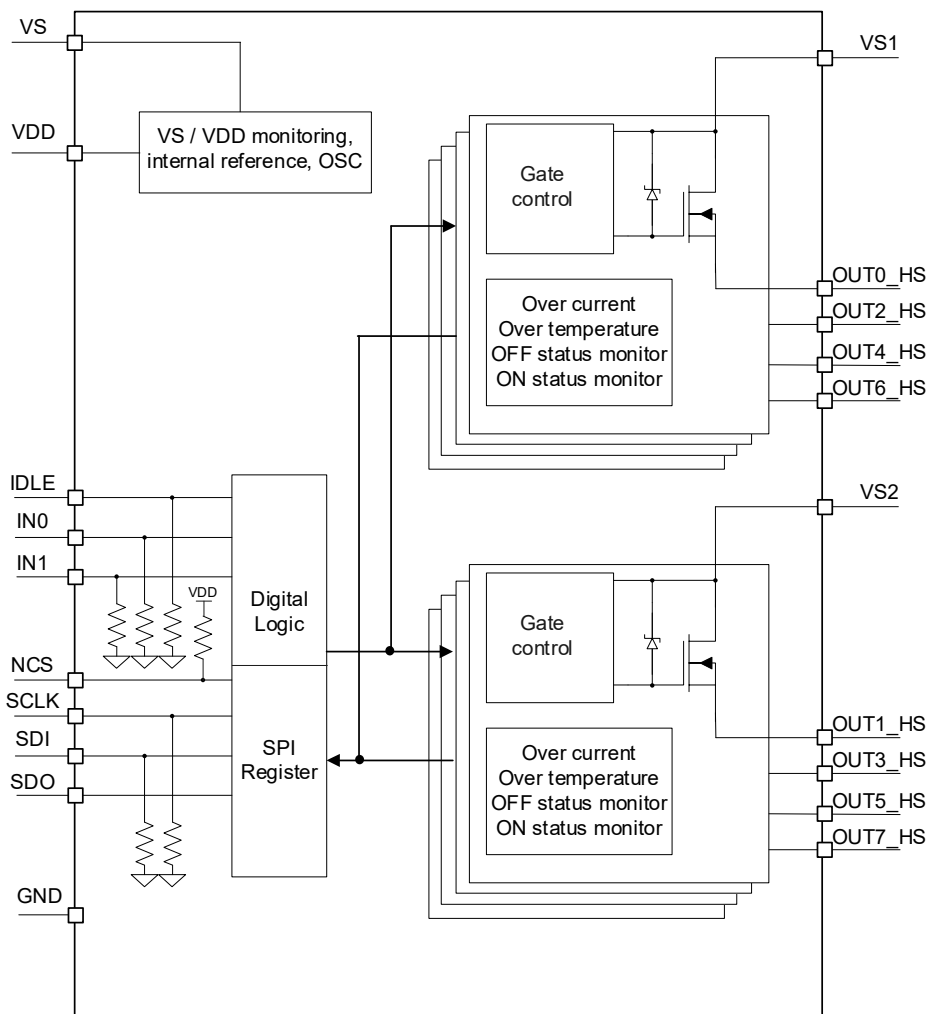 VS
VS1
VDD
VS / VDD monitoring,
internal reference, OSC
Gate
control
OUT0_HS
Over current
Over temperature
OFF status monitor
ON status monitor
OUT2_HS
OUT4_HS
OUT6_HS
IDLE
IN0
IN1
VS2
VDD
Digital
Logic
Gate
control
NCS
SCLK
SDI
SDO
SPI
Register
OUT1_HS
Over current
Over temperature
OFF status monitor
ON status monitor
OUT3_HS
OUT5_HS
OUT7_HS
GND